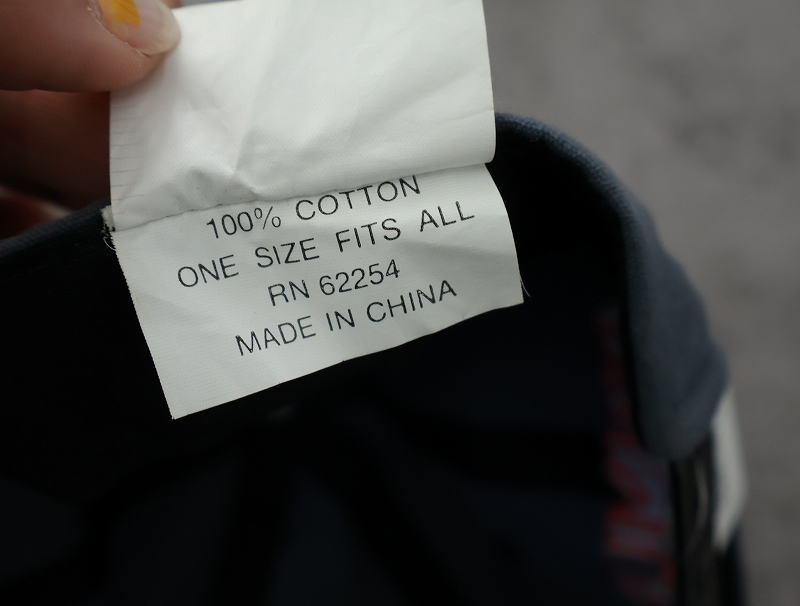 100% COTTON
ONE SIZE FITS ALL
RN 62254
MADE IN CHINA